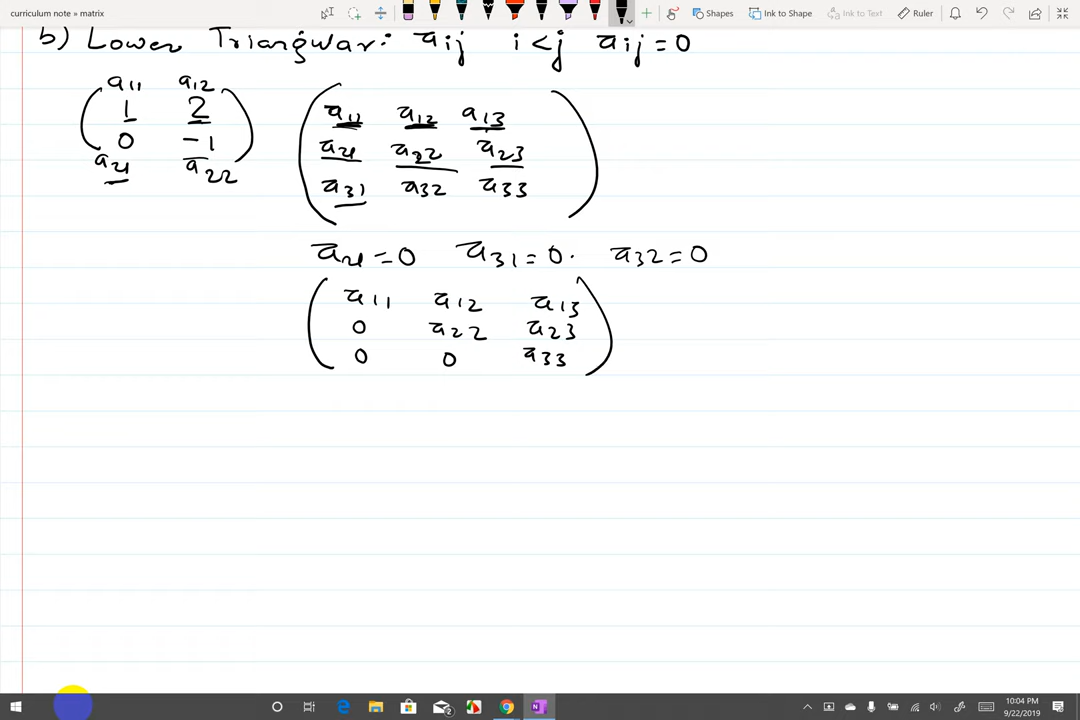 curriculum note » matrix
Shapes Ink to Shape Ink to Text Ruler
b) Lower Triangular: aij i < j aij = 0
a11 a12
1 2
0 -1
a21 a22
a11 a12 a13
a21 a22 a23
a31 a32 a33
a21 = 0 a31 = 0. a32 = 0
a11 a12 a13
0 a22 a23
0 0 a33
2
10:04 PM
9/22/2019